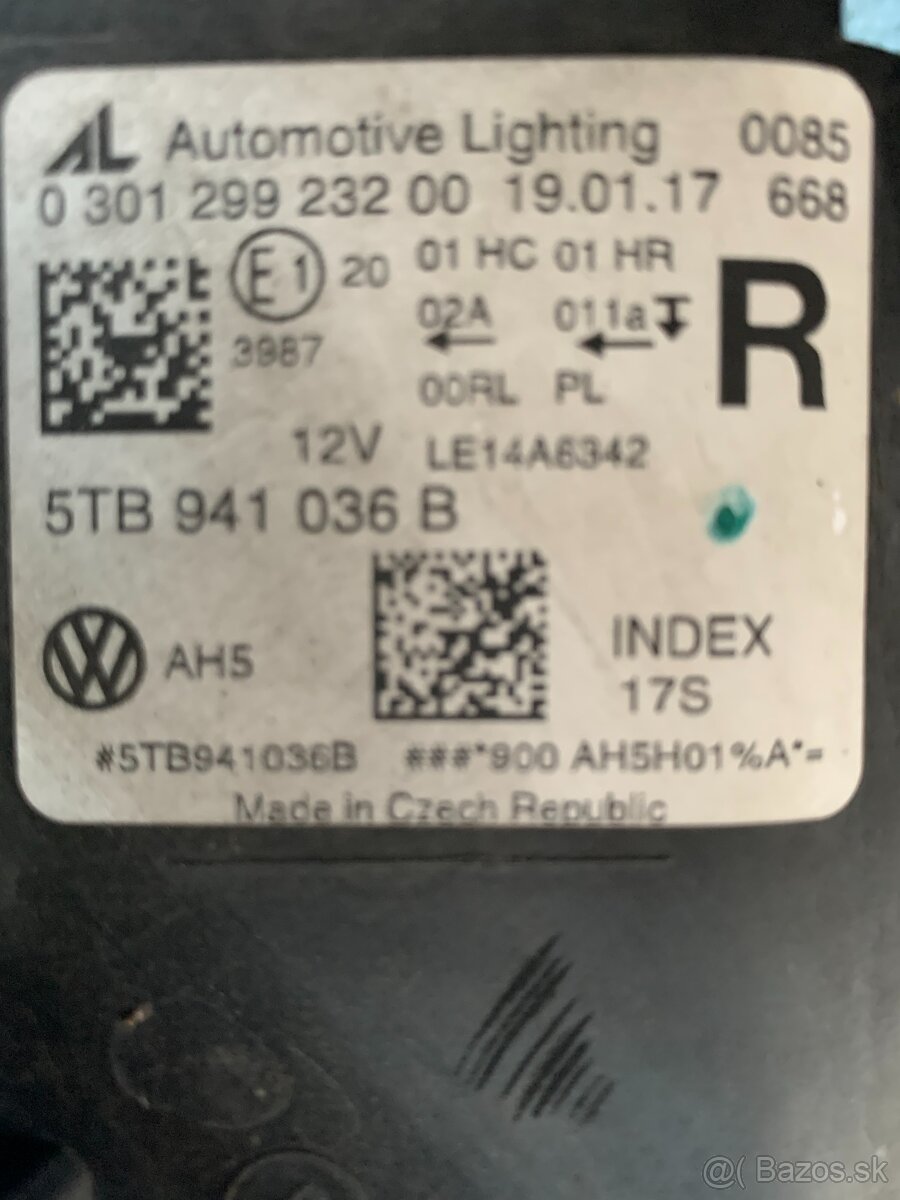 AL Automotive Lighting 0085
0 301 299 232 00 19.01.17 668
E1 20 01 HC 01 HR
R
3987 02A 011a
00RL PL
12V LE14A6342
5TB 941 036 B
VW AH5 INDEX
17S
#5TB941036B ###*900 AH5H01%A*=
Made in Czech Republic
@( Bazos.sk